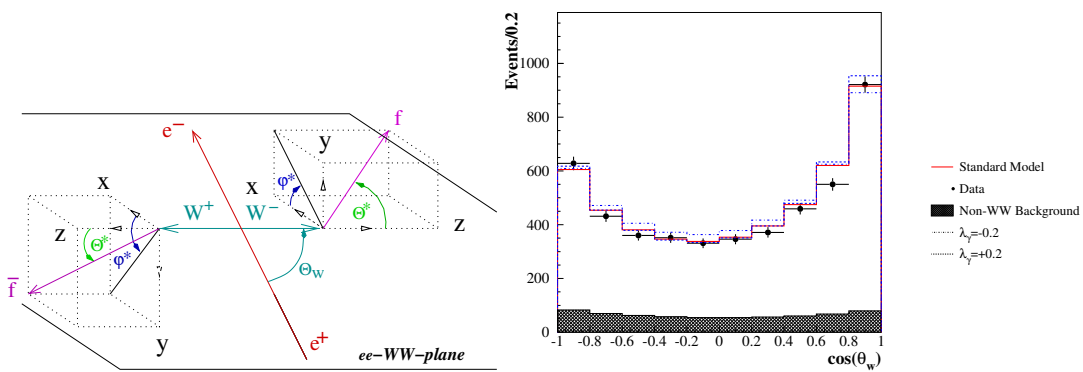 e⁻
f
y
x
φ*
x
W⁺
W⁻
Θ*
z
z
Θ*
φ*
f̅
Θ_W
y
e⁺
ee-WW-plane
Events/0.2
1000
800
600
400
200
0
-1 -0.8 -0.6 -0.4 -0.2 0 0.2 0.4 0.6 0.8 1
cos(θ_w)
Standard Model
Data
Non-WW Background
λ_γ=-0.2
λ_γ=+0.2